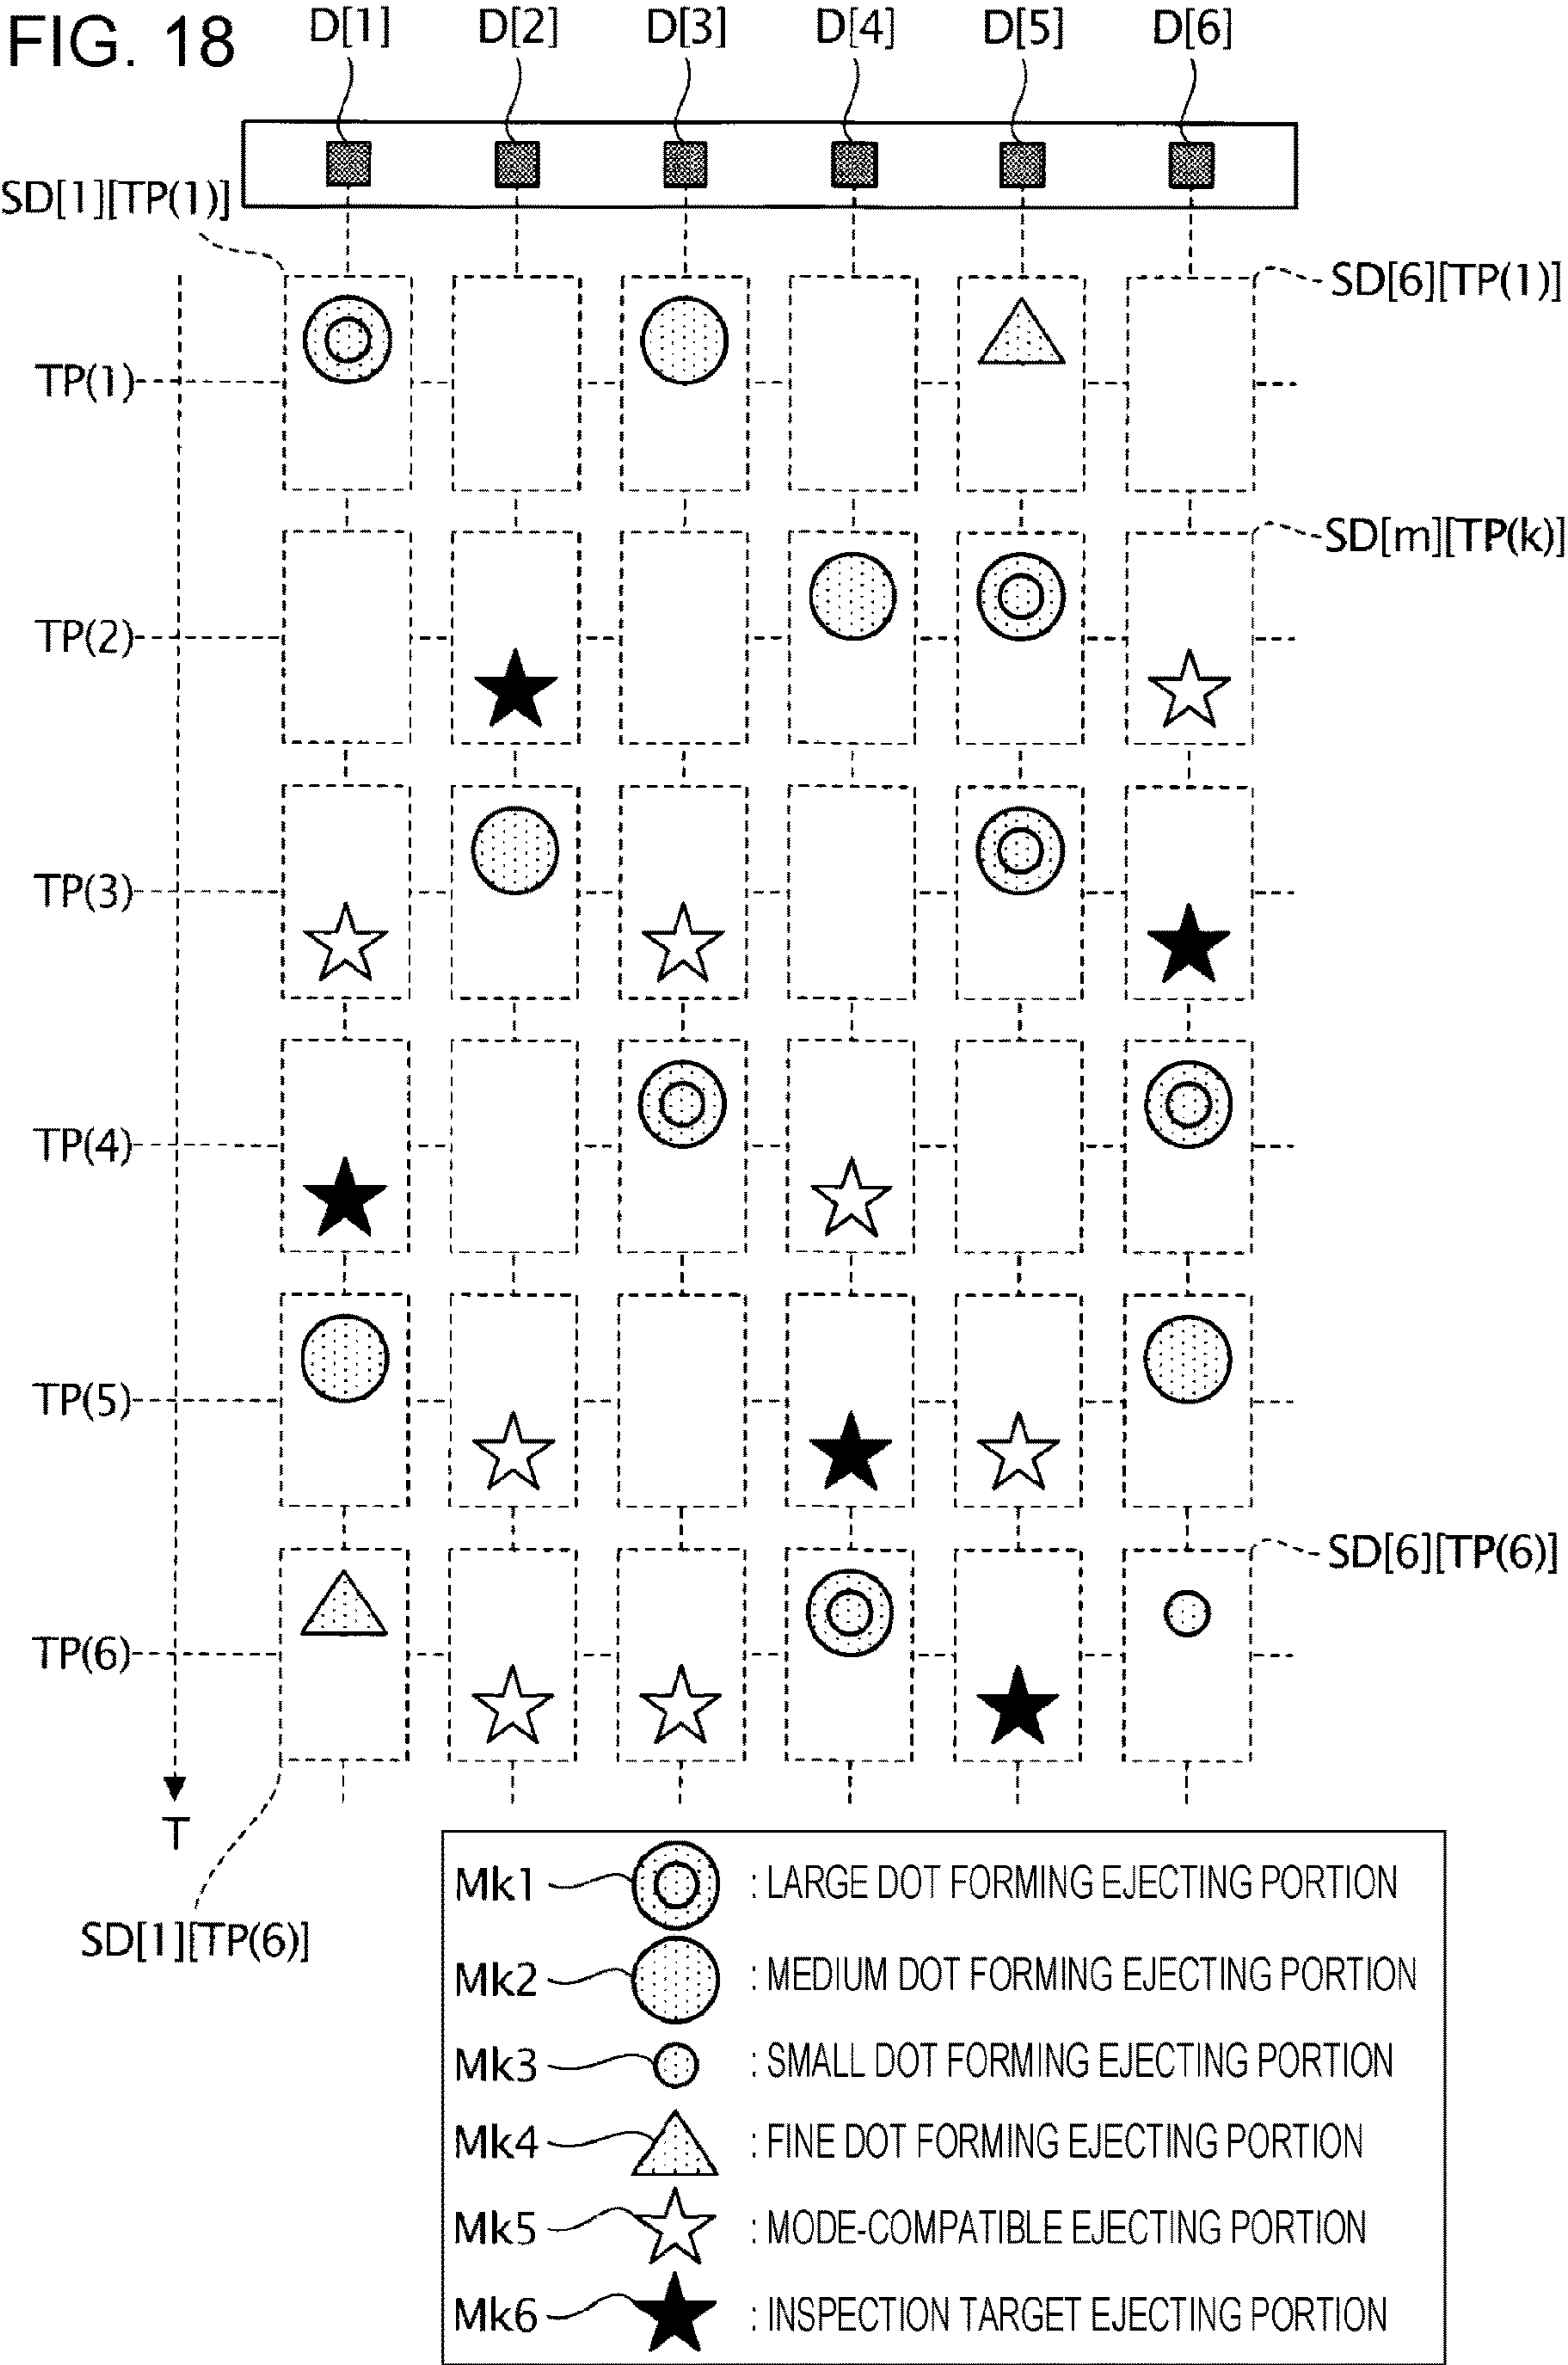 FIG. 18
D[1] D[2] D[3] D[4] D[5] D[6]
SD[1][TP(1)]
SD[6][TP(1)]
TP(1)
SD[m][TP(k)]
TP(2)
TP(3)
TP(4)
TP(5)
SD[6][TP(6)]
TP(6)
T
SD[1][TP(6)]
Mk1 : LARGE DOT FORMING EJECTING PORTION
Mk2 : MEDIUM DOT FORMING EJECTING PORTION
Mk3 : SMALL DOT FORMING EJECTING PORTION
Mk4 : FINE DOT FORMING EJECTING PORTION
Mk5 : MODE-COMPATIBLE EJECTING PORTION
Mk6 : INSPECTION TARGET EJECTING PORTION